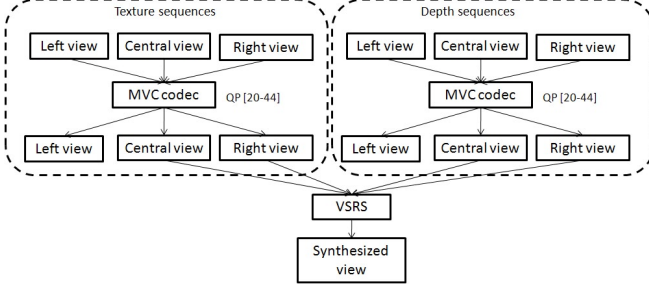 Texture sequences
Depth sequences
Left view
Central view
Right view
Left view
Central view
Right view
MVC codec
QP [20-44]
MVC codec
QP [20-44]
Left view
Central view
Right view
Left view
Central view
Right view
VSRS
Synthesized
view